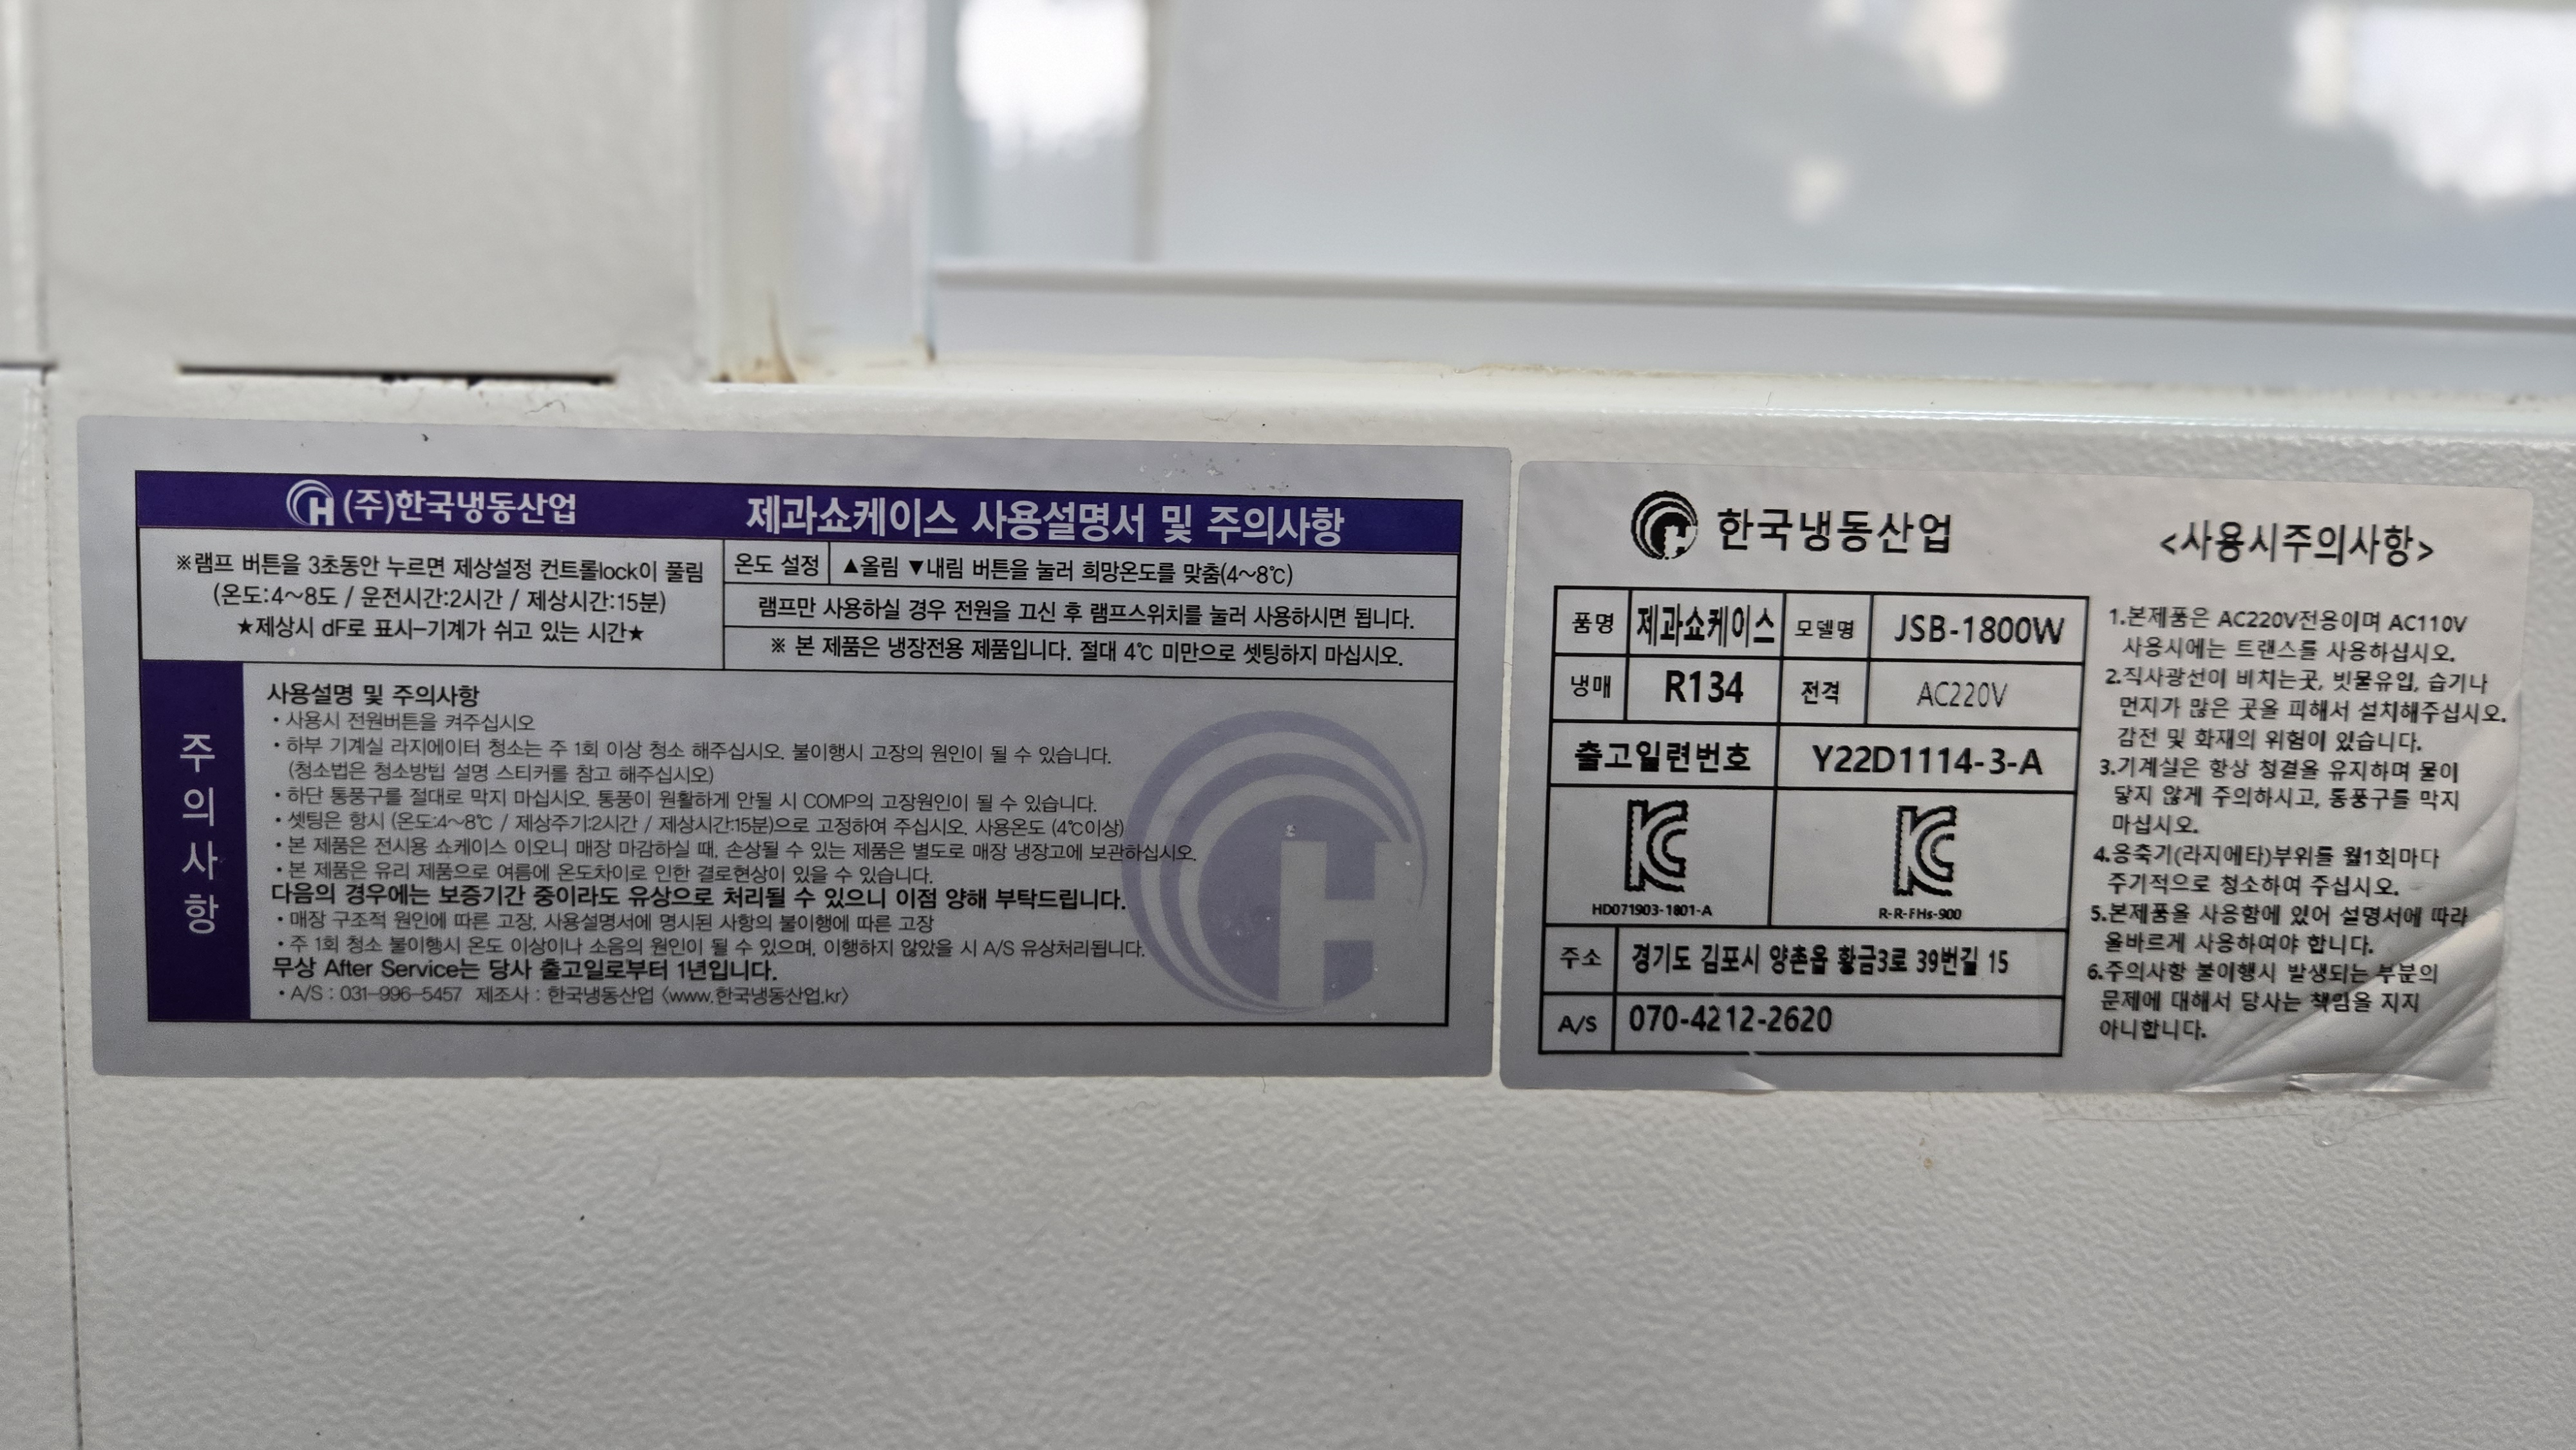 (주)한국냉동산업
제과쇼케이스 사용설명서 및 주의사항
※램프 버튼을 3초동안 누르면 제상설정 컨트롤lock이 풀림
(온도:4~8도 / 운전시간:2시간 / 제상시간:15분)
★제상시 dF로 표시-기계가 쉬고 있는 시간★
온도 설정 ▲올림 ▼내림 버튼을 눌러 희망온도를 맞춤(4~8℃)
램프만 사용하실 경우 전원을 끄신 후 램프스위치를 눌러 사용하시면 됩니다.
※ 본 제품은 냉장전용 제품입니다. 절대 4℃ 미만으로 셋팅하지 마십시오.
주의사항
사용설명 및 주의사항
• 사용시 전원버튼을 켜주십시오
• 하부 기계실 라지에이터 청소는 주 1회 이상 청소 해주십시오. 불이행시 고장의 원인이 될 수 있습니다.
(청소법은 청소방법 설명 스티커를 참고 해주십시오)
• 하단 통풍구를 절대로 막지 마십시오. 통풍이 원활하게 안될 시 COMP의 고장원인이 될 수 있습니다.
• 셋팅은 항시 (온도:4~8℃ / 제상주기:2시간 / 제상시간:15분)으로 고정하여 주십시오. 사용온도 (4℃이상)
• 본 제품은 전시용 쇼케이스 이오니 매장 마감하실 때, 손상될 수 있는 제품은 별도로 매장 냉장고에 보관하십시오.
• 본 제품은 유리 제품으로 여름에 온도차이로 인한 결로현상이 있을 수 있습니다.
다음의 경우에는 보증기간 중이라도 유상으로 처리될 수 있으니 이점 양해 부탁드립니다.
• 매장 구조적 원인에 따른 고장, 사용설명서에 명시된 사항의 불이행에 따른 고장
• 주 1회 청소 불이행시 온도 이상이나 소음의 원인이 될 수 있으며, 이행하지 않았을 시 A/S 유상처리됩니다.
무상 After Service는 당사 출고일로부터 1년입니다.
• A/S : 031-996-5457 제조사 : 한국냉동산업 <www.한국냉동산업.kr>
한국냉동산업
품명 제과쇼케이스 모델명 JSB-1800W
냉매 R134 전격 AC220V
출고일련번호 Y22D1114-3-A
HD071903-1801-A R-R-FHs-900
주소 경기도 김포시 양촌읍 황금3로 39번길 15
A/S 070-4212-2620
<사용시주의사항>
1.본제품은 AC220V전용이며 AC110V
사용시에는 트랜스를 사용하십시오.
2.직사광선이 비치는곳, 빗물유입, 습기나
먼지가 많은 곳을 피해서 설치해주십시오.
감전 및 화재의 위험이 있습니다.
3.기계실은 항상 청결을 유지하며 물이
닿지 않게 주의하시고, 통풍구를 막지
마십시오.
4.응축기(라지에타)부위를 월1회마다
주기적으로 청소하여 주십시오.
5.본제품을 사용함에 있어 설명서에 따라
올바르게 사용하여야 합니다.
6.주의사항 불이행시 발생되는 부분의
문제에 대해서 당사는 책임을 지지
아니합니다.